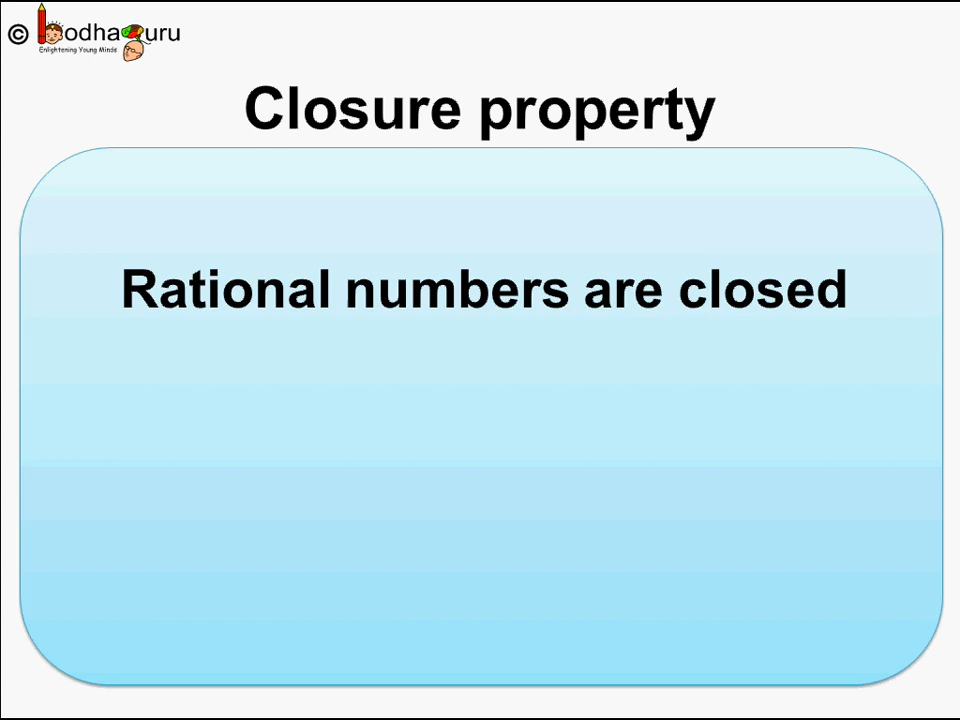 © BodhaGuru
Enlightening Young Minds
Closure property
Rational numbers are closed